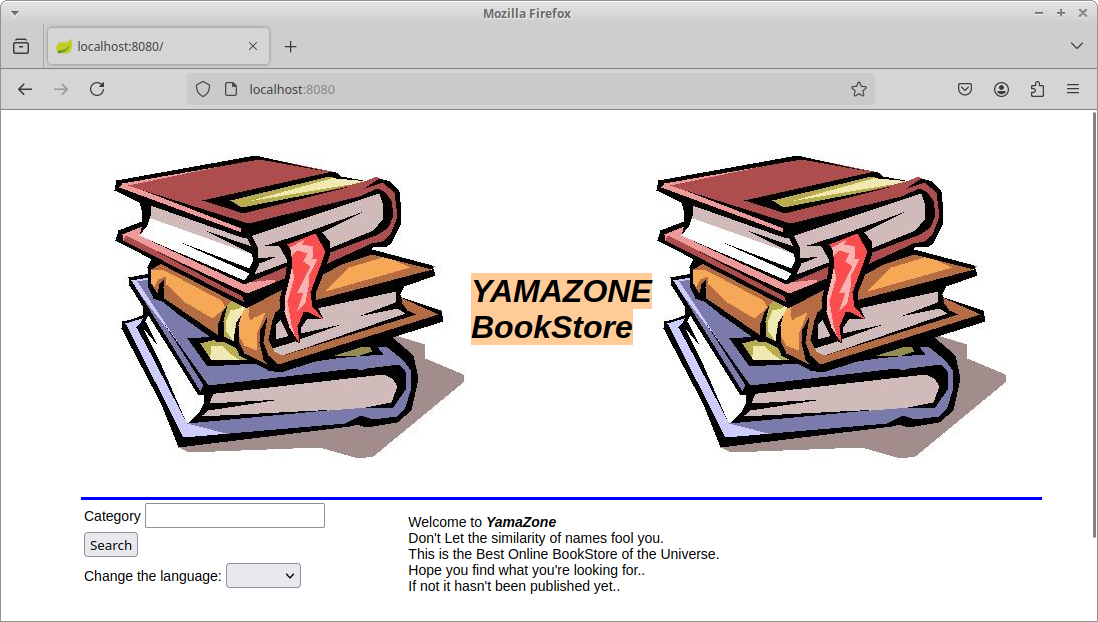 Mozilla Firefox
localhost:8080/
localhost:8080
YAMAZONE
BookStore
Category
Search
Change the language:
Welcome to YamaZone
Don't Let the similarity of names fool you.
This is the Best Online BookStore of the Universe.
Hope you find what you're looking for..
If not it hasn't been published yet..